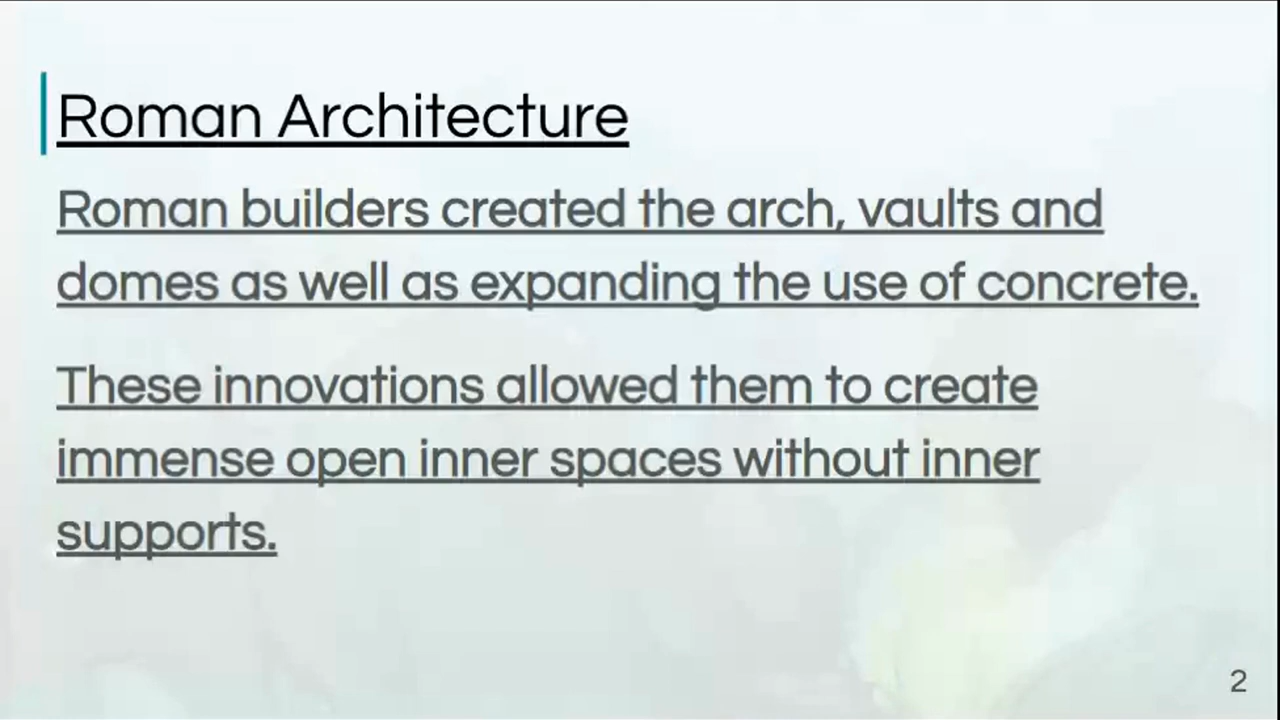 Roman Architecture
Roman builders created the arch, vaults and
domes as well as expanding the use of concrete.
These innovations allowed them to create
immense open inner spaces without inner
supports.
2